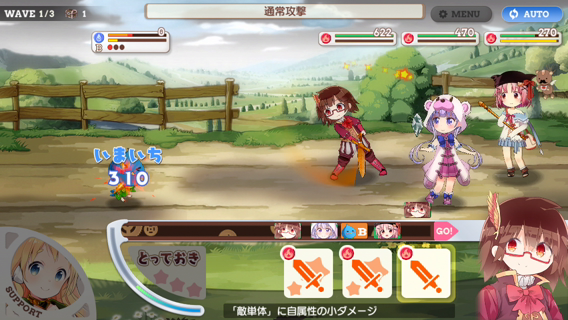 WAVE 1/3 1
通常攻撃
MENU
AUTO
13
0
622
470
270
いまいち
310
B
GO!
とっておき
SUPPORT
「敵単体」に自属性の小ダメージ